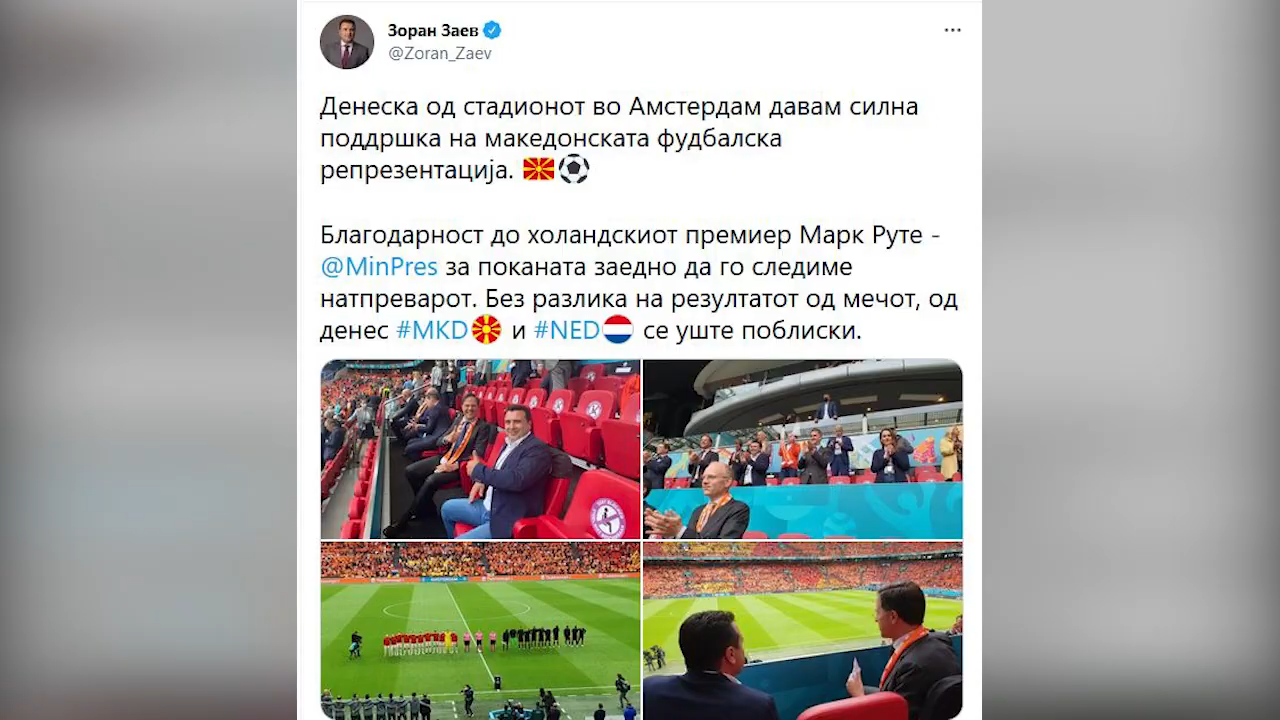 Зоран Заев
@Zoran_Zaev
Денеска од стадионот во Амстердам давам силна
поддршка на македонската фудбалска
репрезентација. 🇲🇰⚽
Благодарност до холандскиот премиер Марк Руте -
@MinPres за поканата заедно да го следиме
натпреварот. Без разлика на резултатот од мечот, од
денес #MKD и #NED се уште поблиски.